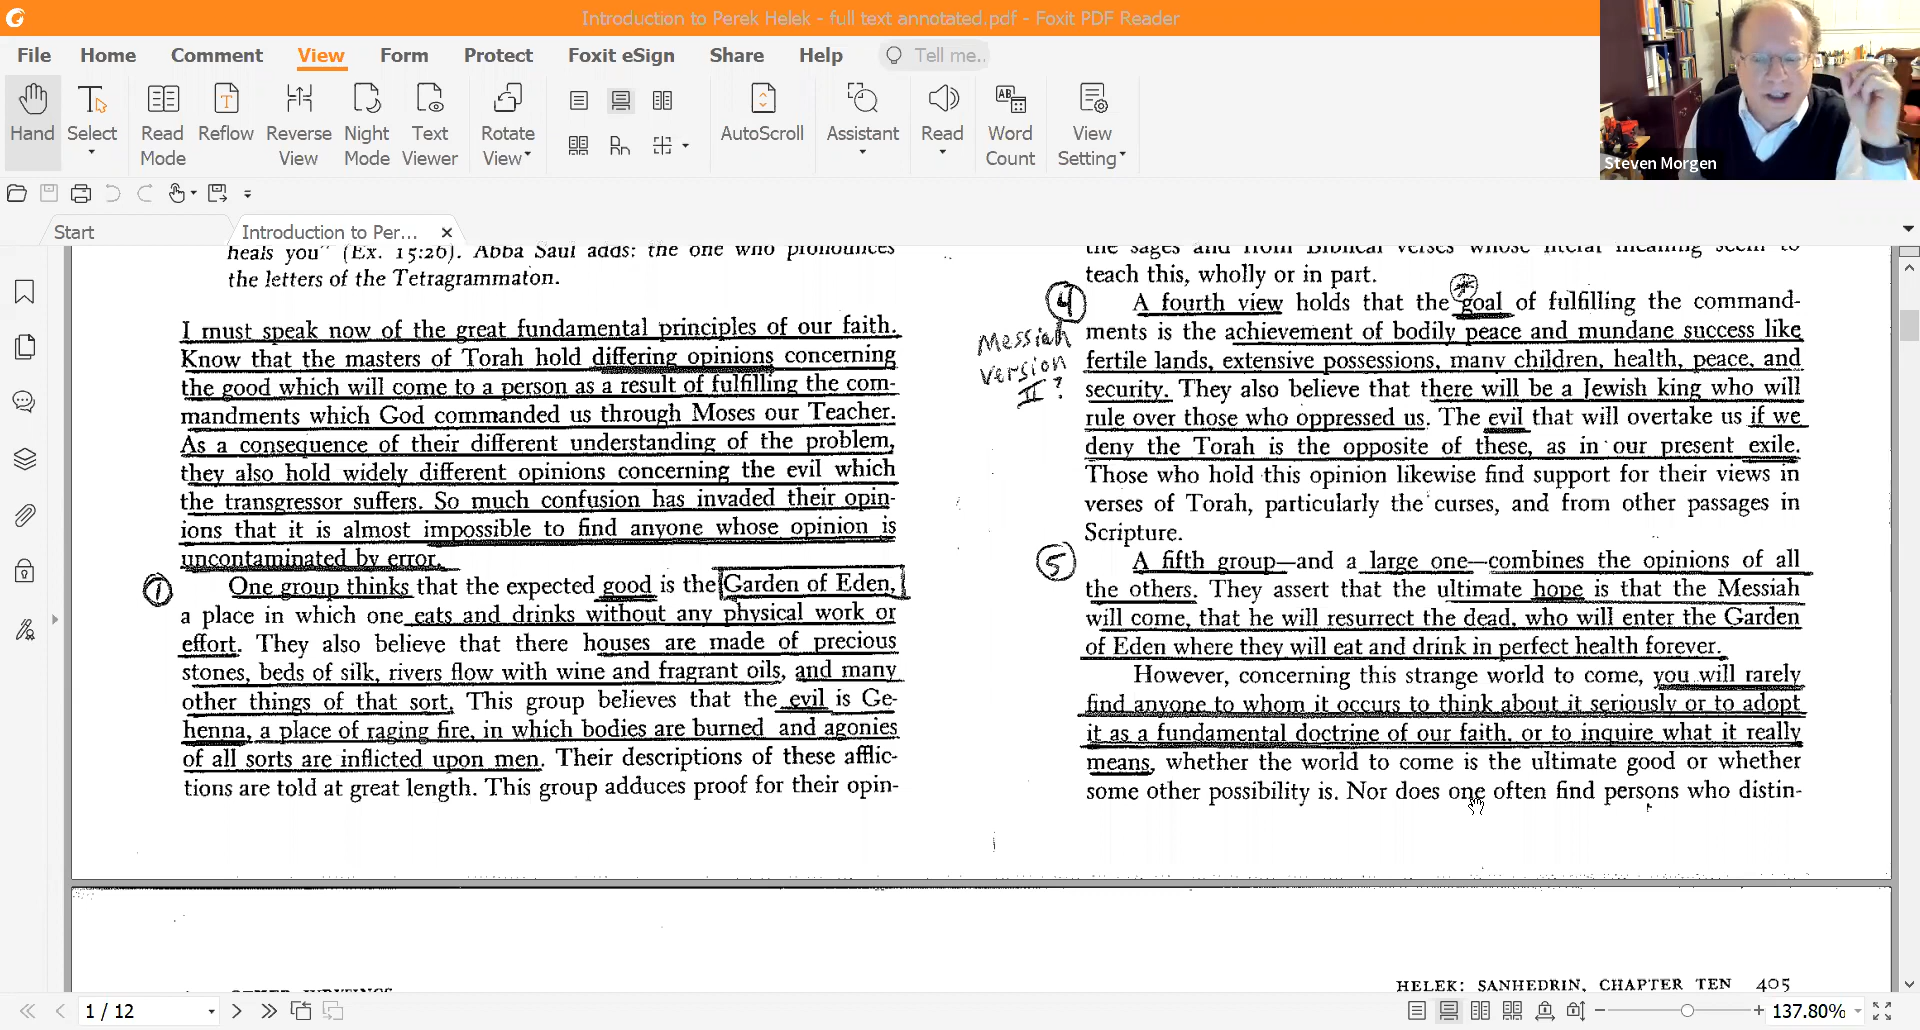 Introduction to Perek Helek - full text annotated.pdf - Foxit PDF Reader
File Home Comment View Form Protect Foxit eSign Share Help Tell me..
Hand Select Read Mode Reflow Reverse View Night Mode Text Viewer Rotate View AutoScroll Assistant Read Word Count View Setting
Steven Morgen
Start Introduction to Per...
heals you" (Ex. 15:26). Abba Saul adds: the one who pronounces
the letters of the Tetragrammaton.
I must speak now of the great fundamental principles of our faith.
Know that the masters of Torah hold differing opinions concerning
the good which will come to a person as a result of fulfilling the com-
mandments which God commanded us through Moses our Teacher.
As a consequence of their different understanding of the problem,
they also hold widely different opinions concerning the evil which
the transgressor suffers. So much confusion has invaded their opin-
ions that it is almost impossible to find anyone whose opinion is
uncontaminated by error.
1
One group thinks that the expected good is the Garden of Eden,
a place in which one eats and drinks without any physical work or
effort. They also believe that there houses are made of precious
stones, beds of silk, rivers flow with wine and fragrant oils, and many
other things of that sort. This group believes that the evil is Ge-
henna, a place of raging fire, in which bodies are burned and agonies
of all sorts are inflicted upon men. Their descriptions of these afflic-
tions are told at great length. This group adduces proof for their opin-
the sages and from Biblical verses whose literal meaning seem to
teach this, wholly or in part.
4
Messiah
version
II?
A fourth view holds that the goal of fulfilling the command-
ments is the achievement of bodily peace and mundane success like
fertile lands, extensive possessions, many children, health, peace, and
security. They also believe that there will be a Jewish king who will
rule over those who oppressed us. The evil that will overtake us if we
deny the Torah is the opposite of these, as in our present exile.
Those who hold this opinion likewise find support for their views in
verses of Torah, particularly the curses, and from other passages in
Scripture.
5
A fifth group—and a large one—combines the opinions of all
the others. They assert that the ultimate hope is that the Messiah
will come, that he will resurrect the dead, who will enter the Garden
of Eden where they will eat and drink in perfect health forever.
However, concerning this strange world to come, you will rarely
find anyone to whom it occurs to think about it seriously or to adopt
it as a fundamental doctrine of our faith, or to inquire what it really
means, whether the world to come is the ultimate good or whether
some other possibility is. Nor does one often find persons who distin-
HELEK: SANHEDRIN, CHAPTER TEN 405
1 / 12
137.80%